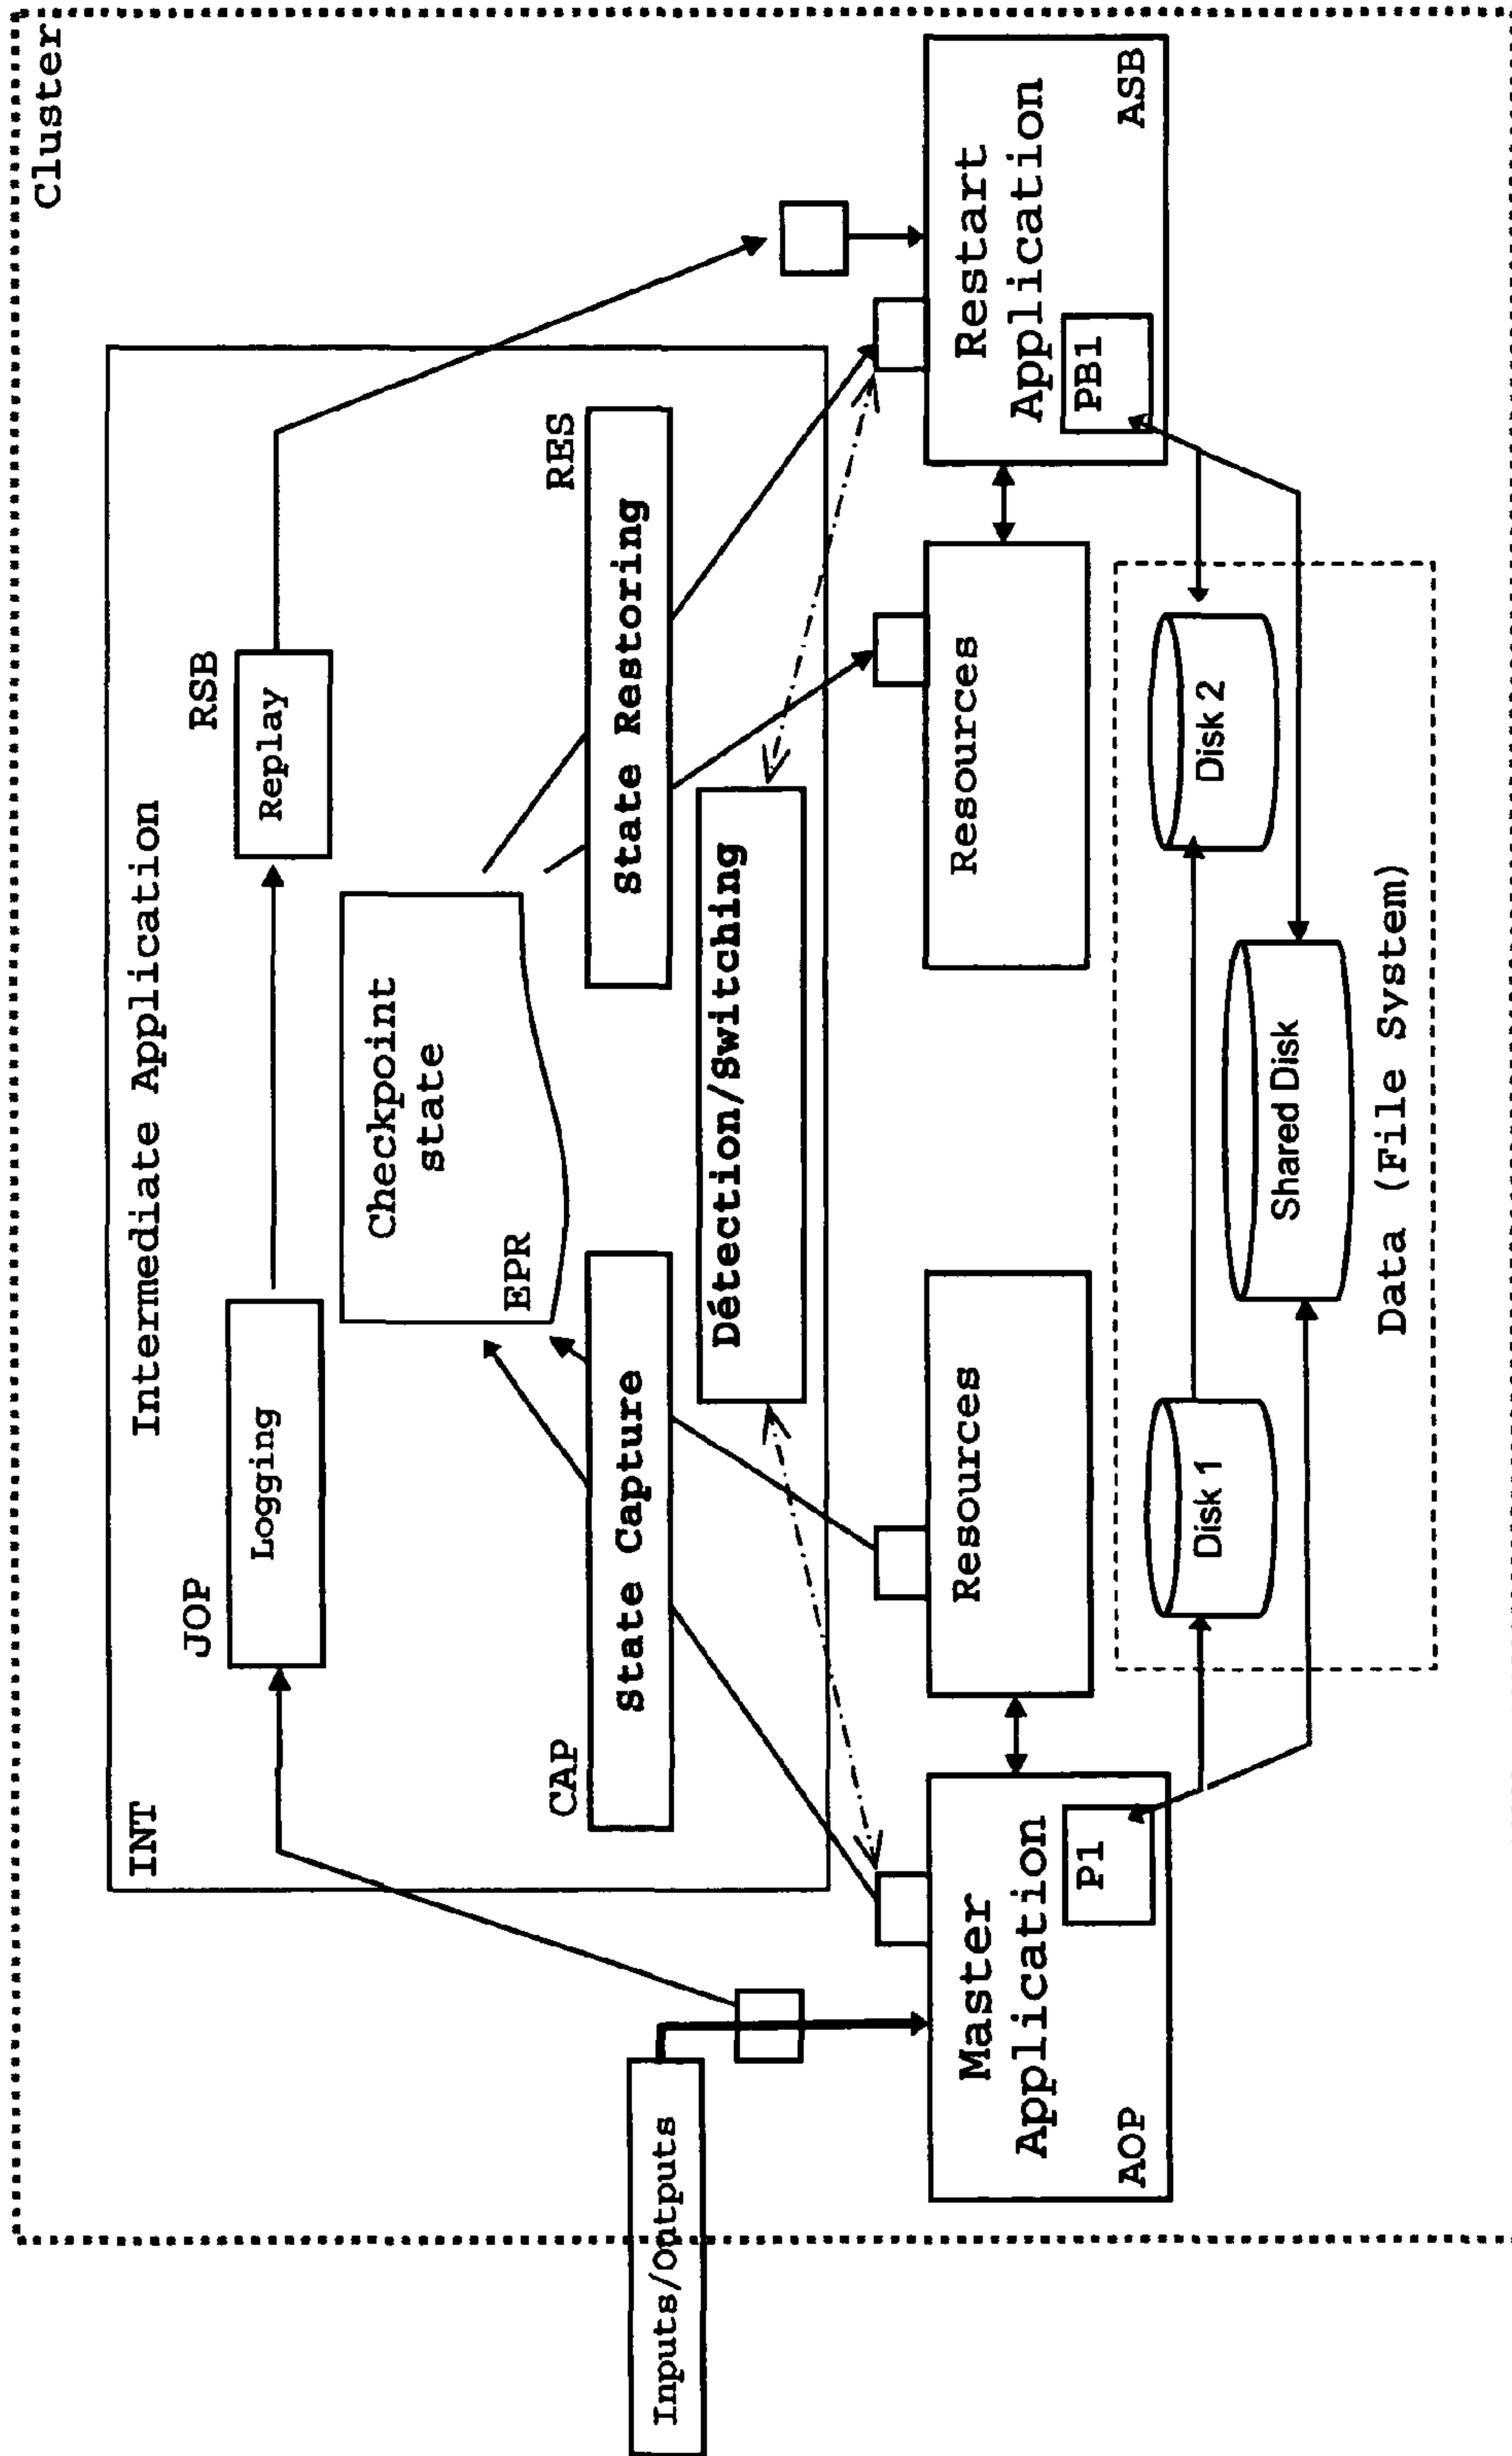 Cluster
INT
Intermediate Application
JOP
Logging
RSB
Replay
Checkpoint
state
EPR
CAP
State Capture
RES
State Restoring
Détection/Switching
Inputs/Outputs
Master
Application
P1
AOP
Resources
Resources
Restart
Application
PB1
ASB
Disk 1
Disk 2
Shared Disk
Data (File System)